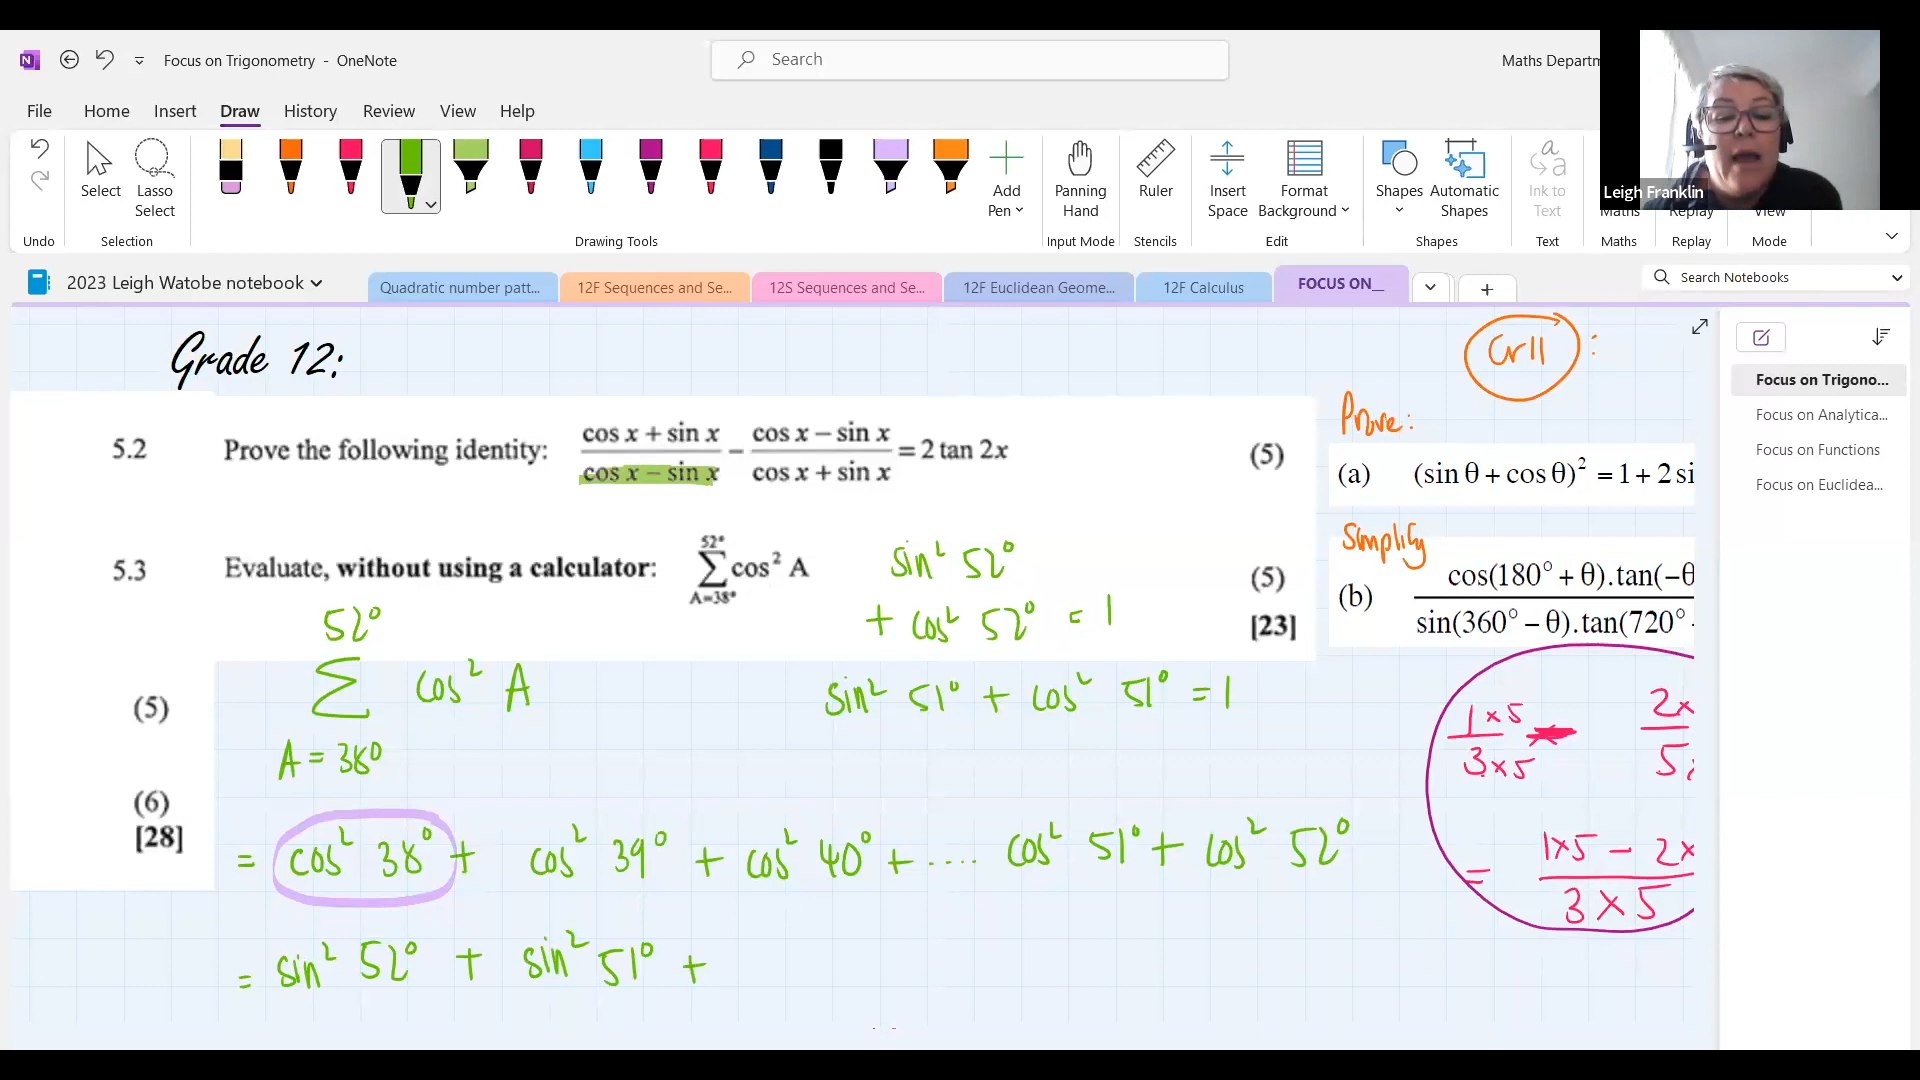 Focus on Trigonometry - OneNote
Search
Maths Departm
File Home Insert Draw History Review View Help
Undo
Select
Lasso Select
Selection
Drawing Tools
Add Pen
Panning Hand
Input Mode
Ruler
Stencils
Insert Space
Format Background
Edit
Shapes
Automatic Shapes
Shapes
Ink to Text
Text
Maths
Maths
Replay
Replay
View
Mode
Leigh Franklin
2023 Leigh Watobe notebook
Quadratic number patt...
12F Sequences and Se...
12S Sequences and Se...
12F Euclidean Geome...
12F Calculus
FOCUS ON__
+
Search Notebooks
Focus on Trigono...
Focus on Analytica...
Focus on Functions
Focus on Euclidea...
Grade 12:
5.2 Prove the following identity: (cos x + sin x)/(cos x − sin x) − (cos x − sin x)/(cos x + sin x) = 2 tan 2x (5)
5.3 Evaluate, without using a calculator: ∑ 52° A=38° cos² A (5)
[23]
sin² 52°
+ cos² 52° = 1
sin² 51° + cos² 51° = 1
52°
∑ cos² A
A = 38°
(5)
(6)
[28]
= cos² 38° + cos² 39° + cos² 40° + .... cos² 51° + cos² 52°
= sin² 52° + sin² 51° +
Gr11 :
Prove:
(a) (sin θ + cos θ)² = 1 + 2 si
Simplify
(b) cos(180° + θ).tan(−θ
sin(360° − θ).tan(720°
1×5 2×
3×5 5
= 1×5 − 2×
3 × 5